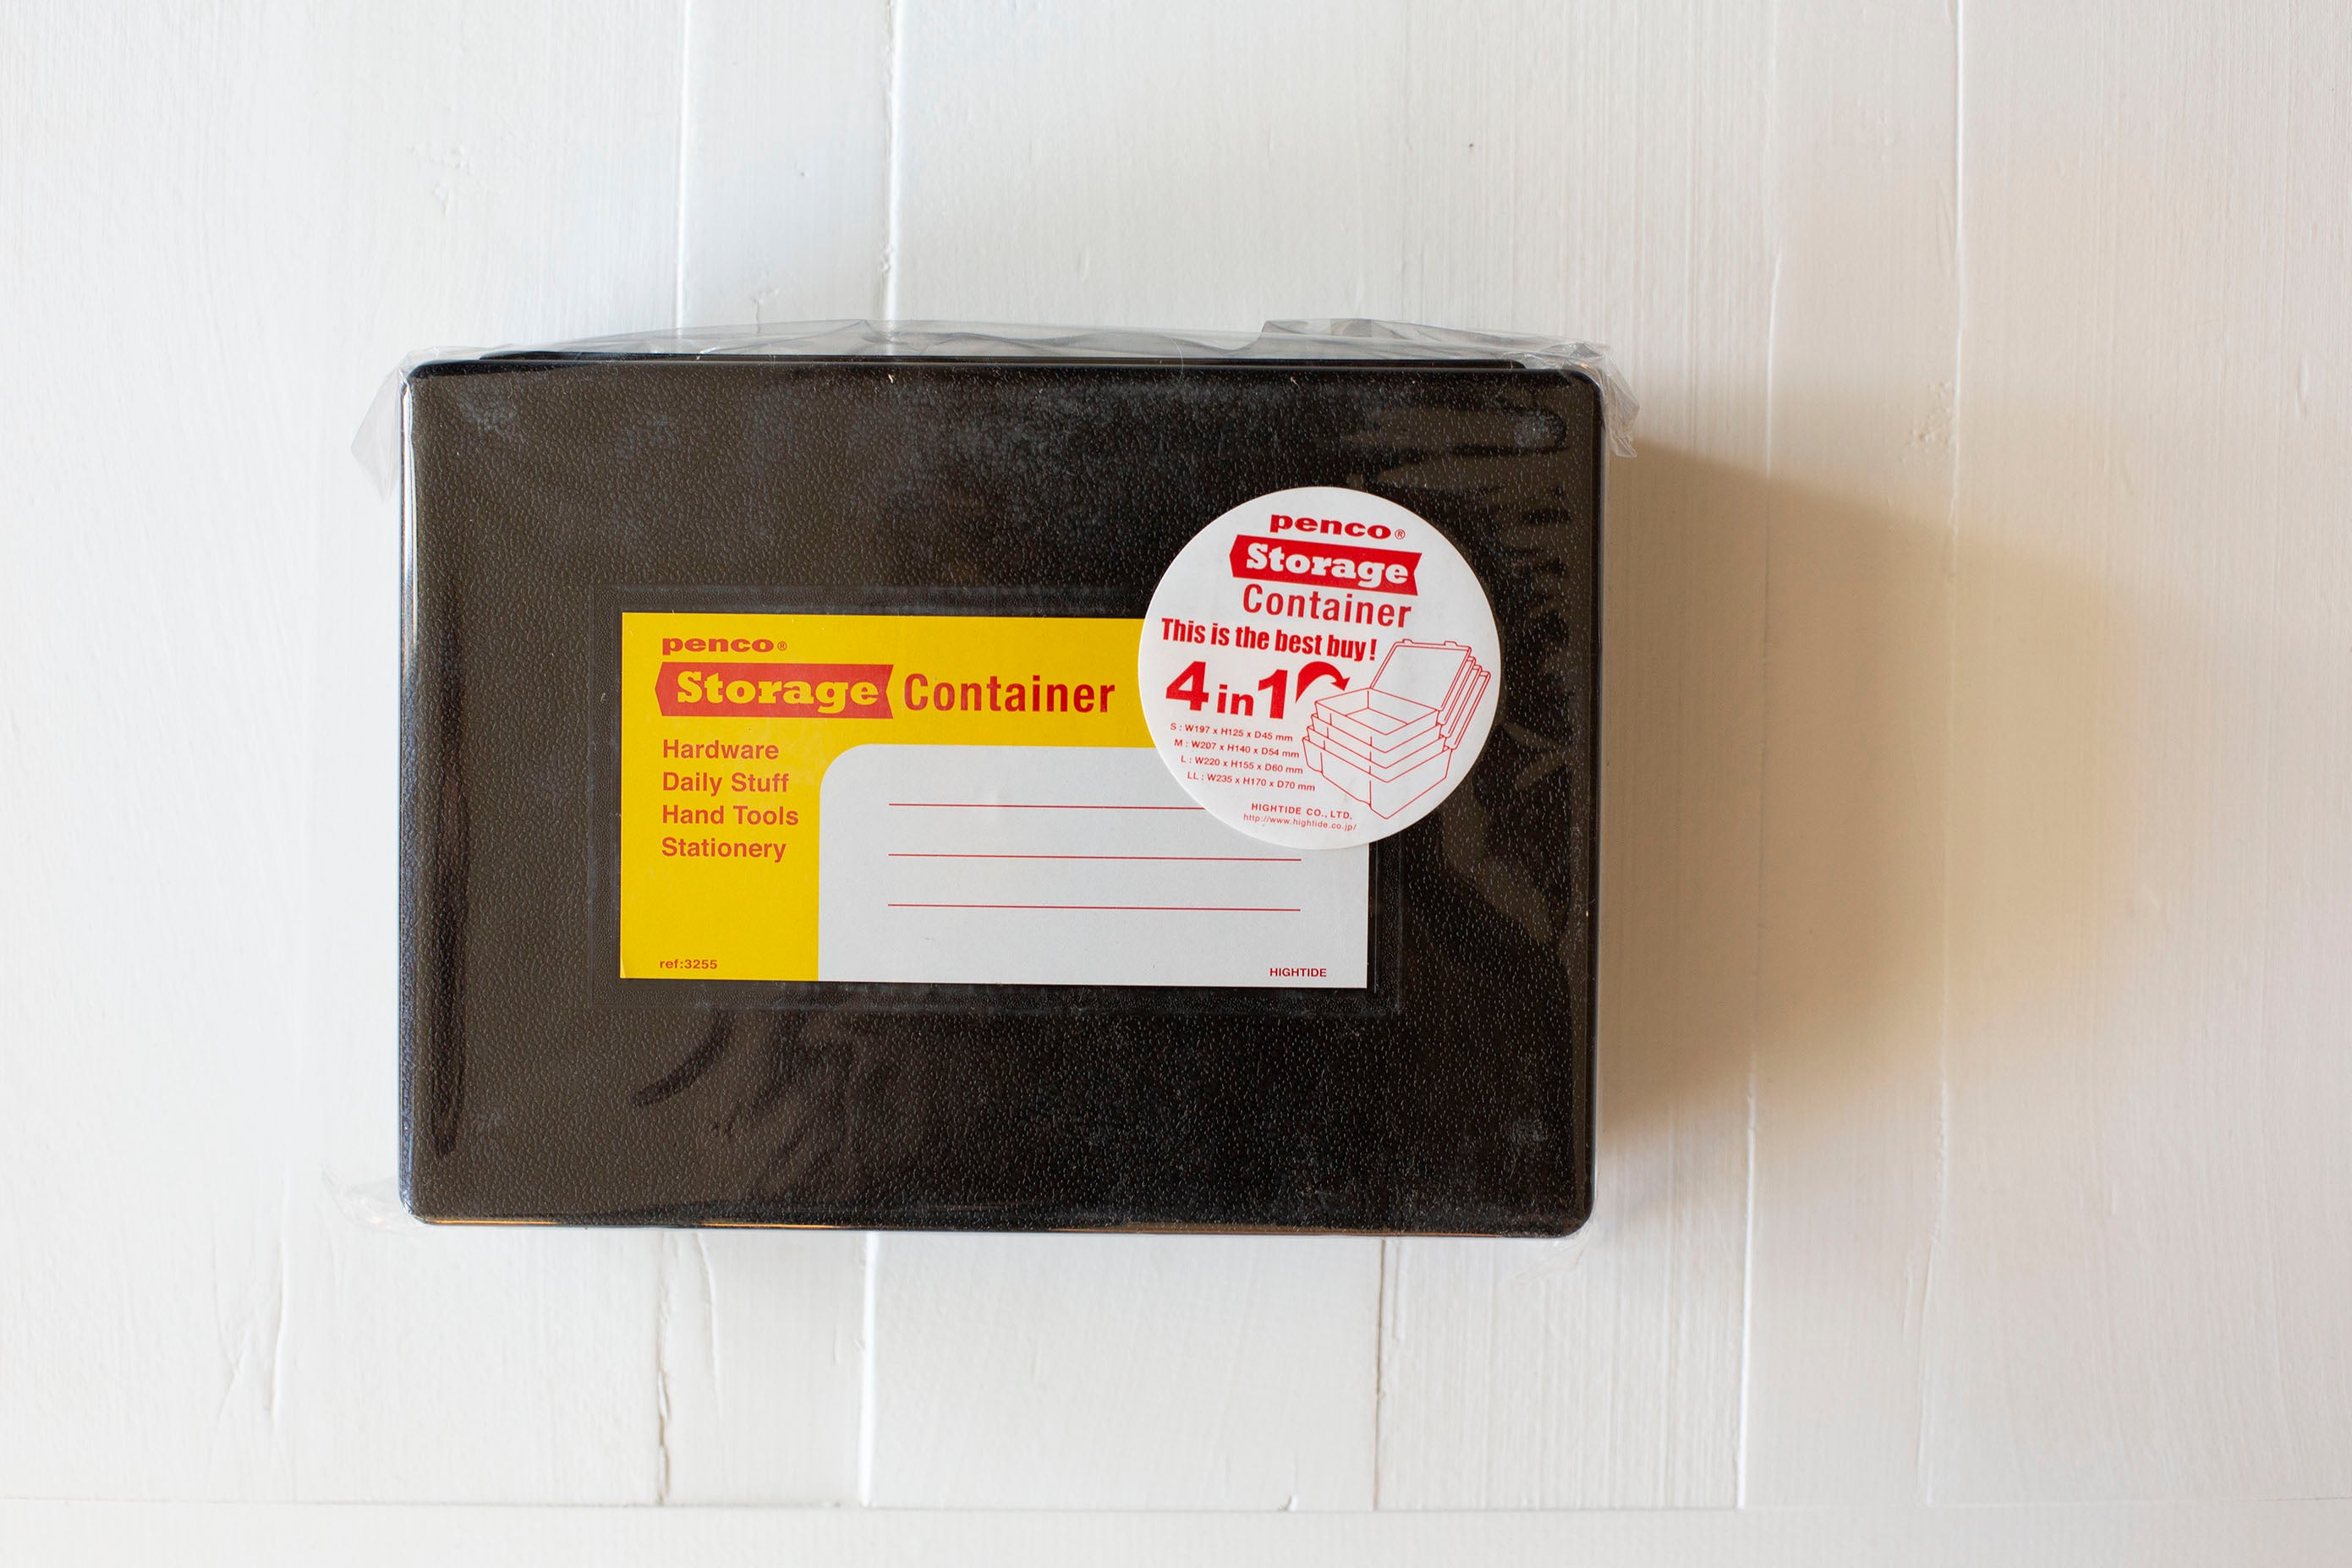 penco®
Storage Container
Hardware
Daily Stuff
Hand Tools
Stationery
ref:3255
HIGHTIDE
penco®
Storage
Container
This is the best buy!
4 in 1
S : W197 x H125 x D45 mm
M : W207 x H140 x D54 mm
L : W220 x H155 x D60 mm
LL : W235 x H170 x D70 mm
HIGHTIDE CO., LTD.
http://www.hightide.co.jp/